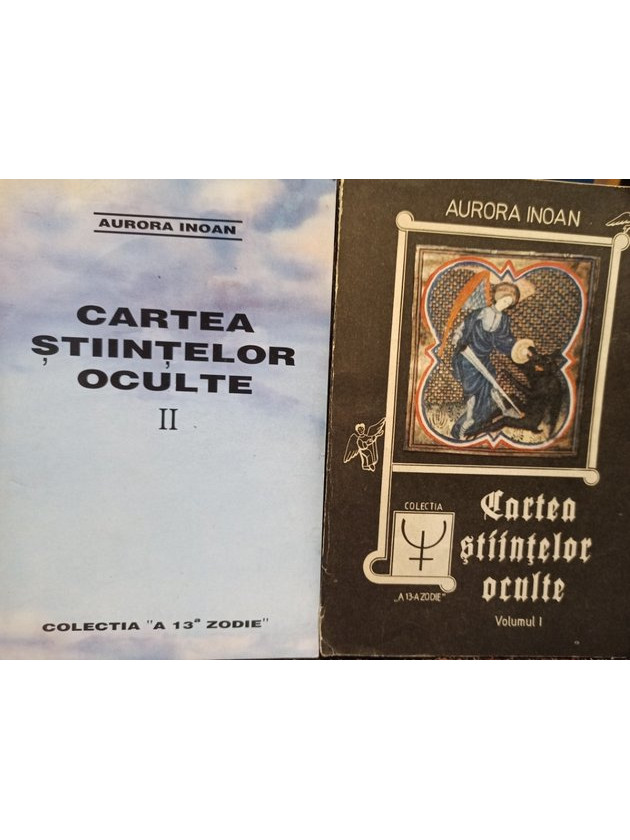 AURORA INOAN
CARTEA
ȘTIINȚELOR
OCULTE
II
COLECTIA "A 13ª ZODIE"
AURORA INOAN
COLECTIA
„A 13-A ZODIE"
Cartea
științelor
oculte
Volumul I